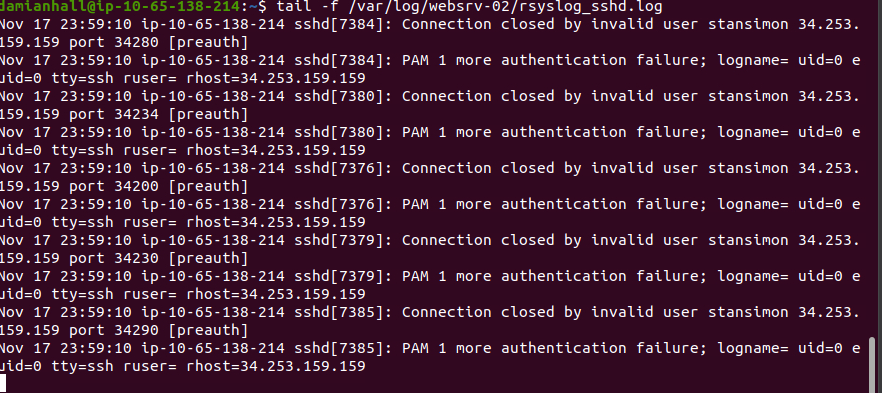 damianhall@ip-10-65-138-214:~$ tail -f /var/log/websrv-02/rsyslog_sshd.log
Nov 17 23:59:10 ip-10-65-138-214 sshd[7384]: Connection closed by invalid user stansimon 34.253.
159.159 port 34280 [preauth]
Nov 17 23:59:10 ip-10-65-138-214 sshd[7384]: PAM 1 more authentication failure; logname= uid=0 e
uid=0 tty=ssh ruser= rhost=34.253.159.159
Nov 17 23:59:10 ip-10-65-138-214 sshd[7380]: Connection closed by invalid user stansimon 34.253.
159.159 port 34234 [preauth]
Nov 17 23:59:10 ip-10-65-138-214 sshd[7380]: PAM 1 more authentication failure; logname= uid=0 e
uid=0 tty=ssh ruser= rhost=34.253.159.159
Nov 17 23:59:10 ip-10-65-138-214 sshd[7376]: Connection closed by invalid user stansimon 34.253.
159.159 port 34200 [preauth]
Nov 17 23:59:10 ip-10-65-138-214 sshd[7376]: PAM 1 more authentication failure; logname= uid=0 e
uid=0 tty=ssh ruser= rhost=34.253.159.159
Nov 17 23:59:10 ip-10-65-138-214 sshd[7379]: Connection closed by invalid user stansimon 34.253.
159.159 port 34230 [preauth]
Nov 17 23:59:10 ip-10-65-138-214 sshd[7379]: PAM 1 more authentication failure; logname= uid=0 e
uid=0 tty=ssh ruser= rhost=34.253.159.159
Nov 17 23:59:10 ip-10-65-138-214 sshd[7385]: Connection closed by invalid user stansimon 34.253.
159.159 port 34290 [preauth]
Nov 17 23:59:10 ip-10-65-138-214 sshd[7385]: PAM 1 more authentication failure; logname= uid=0 e
uid=0 tty=ssh ruser= rhost=34.253.159.159